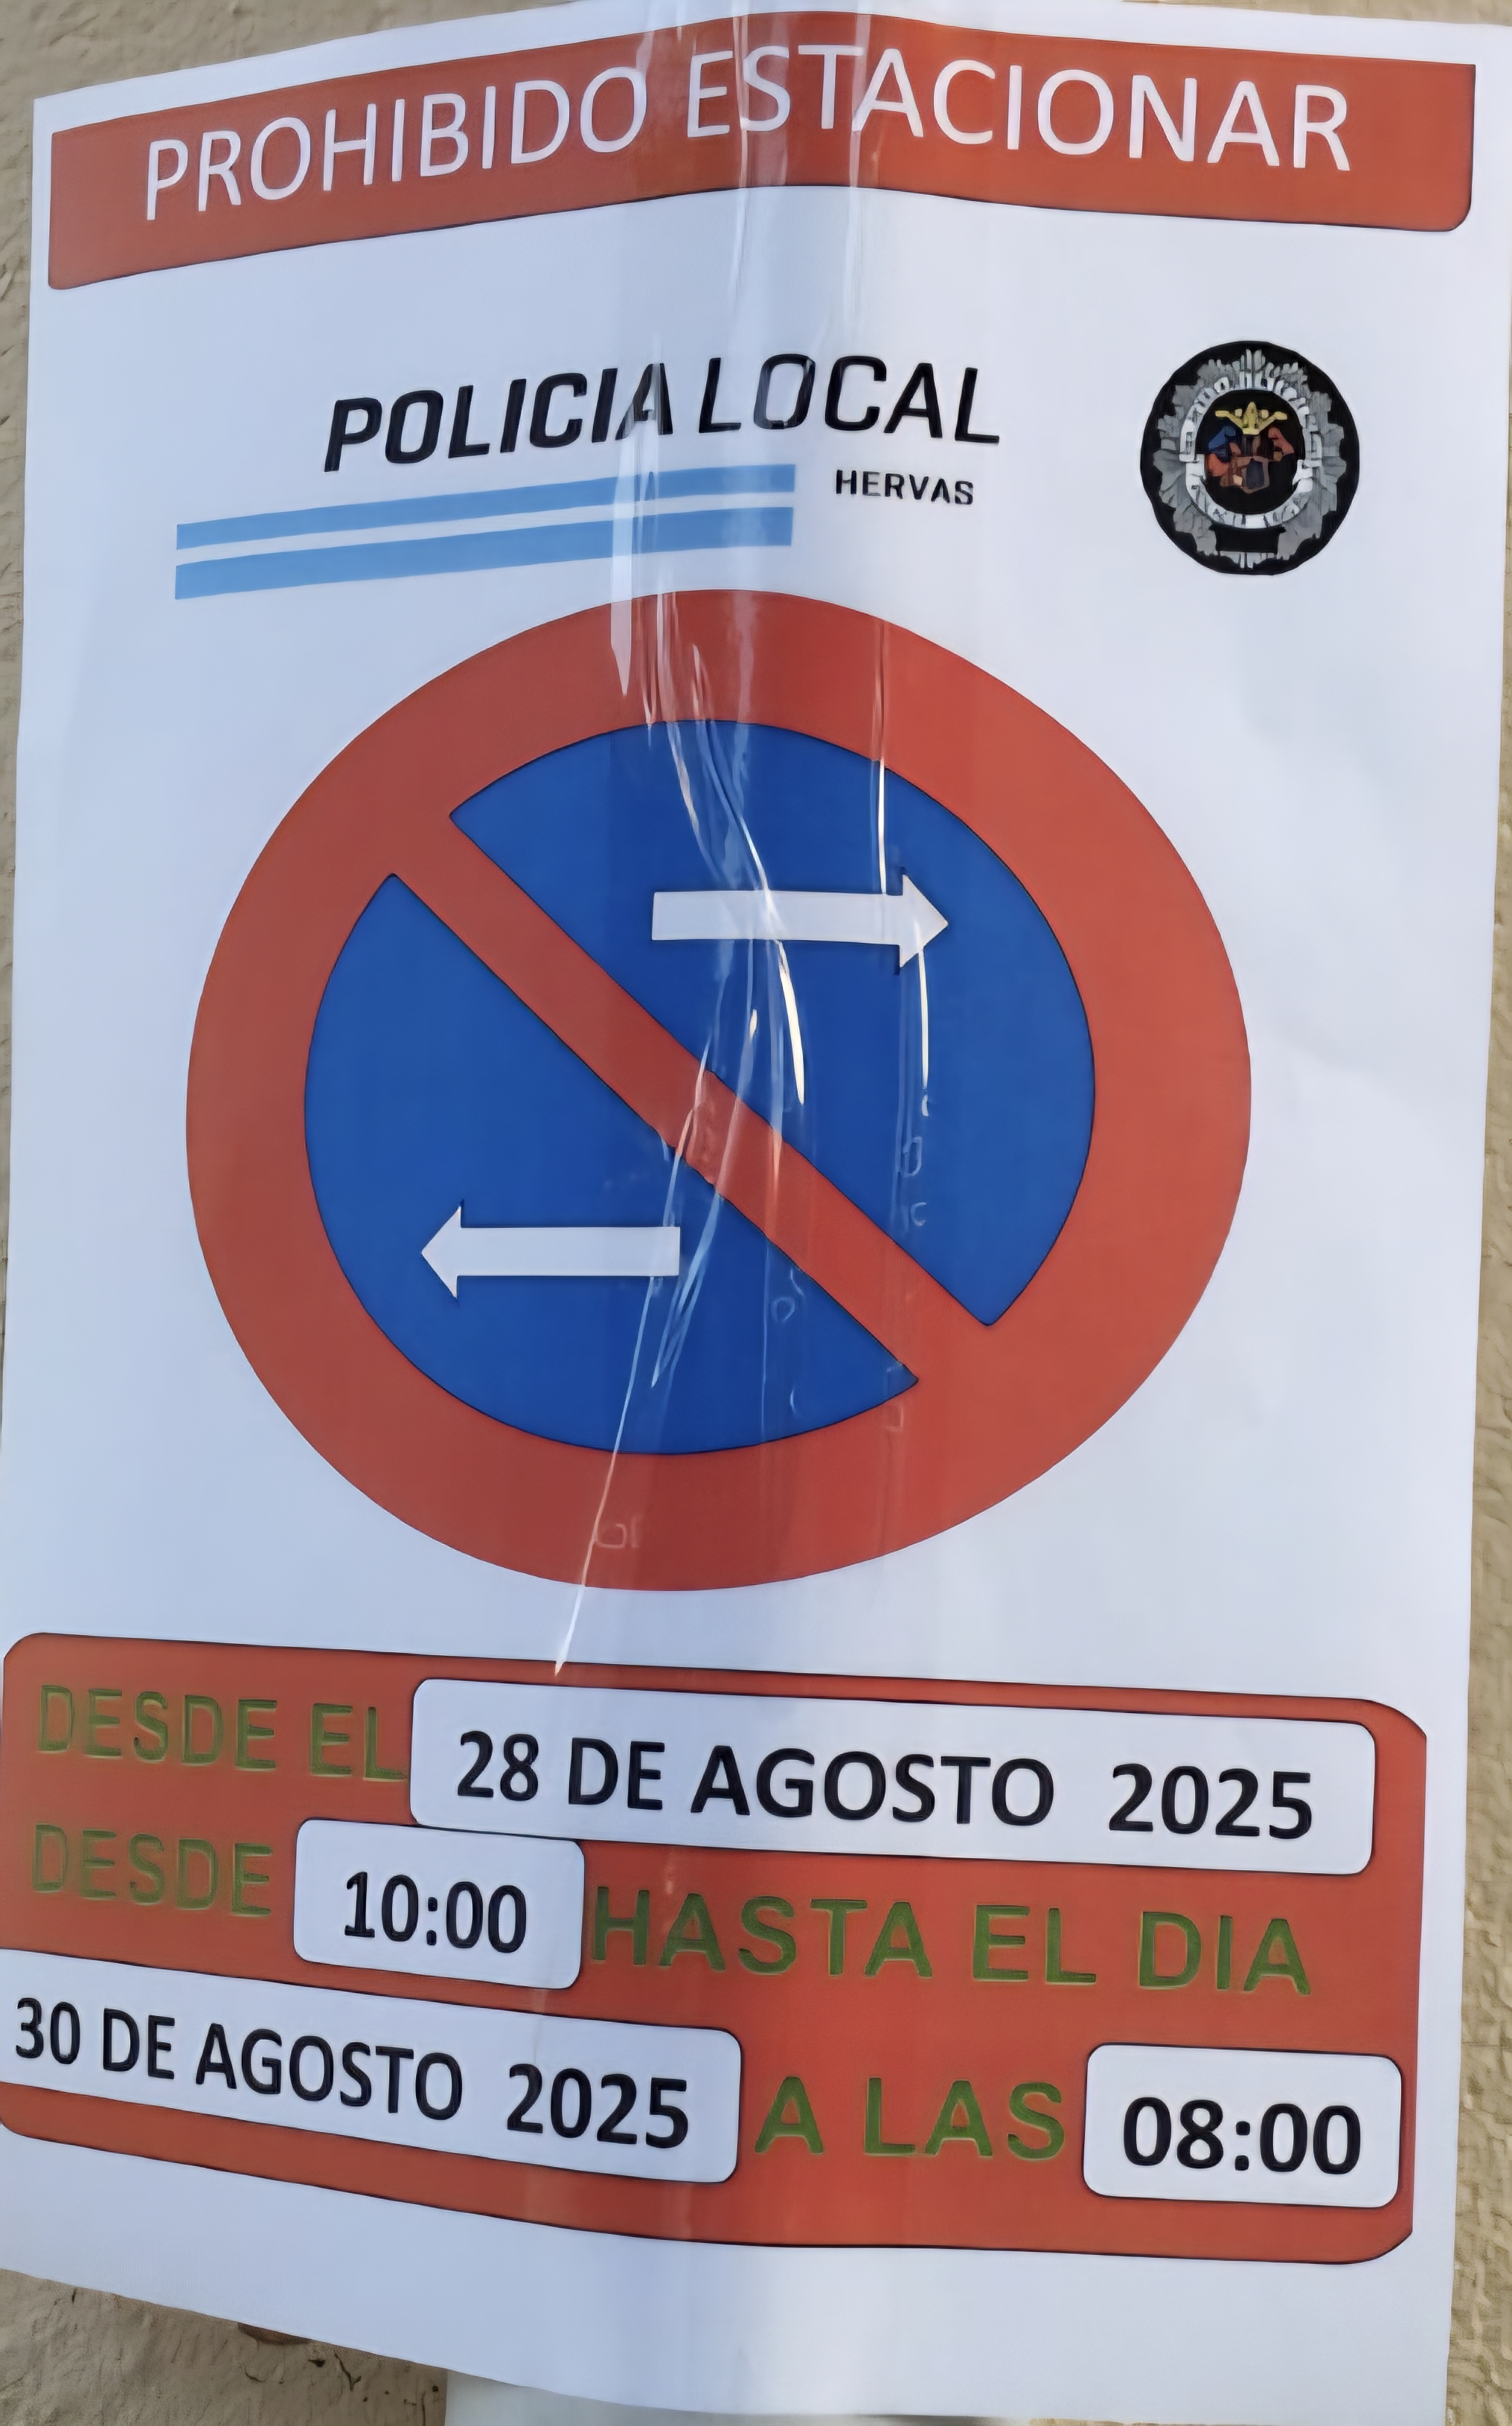 PROHIBIDO ESTACIONAR
POLICIA LOCAL
HERVAS
DESDE EL 28 DE AGOSTO 2025
DESDE 10:00 HASTA EL DIA
30 DE AGOSTO 2025 A LAS 08:00